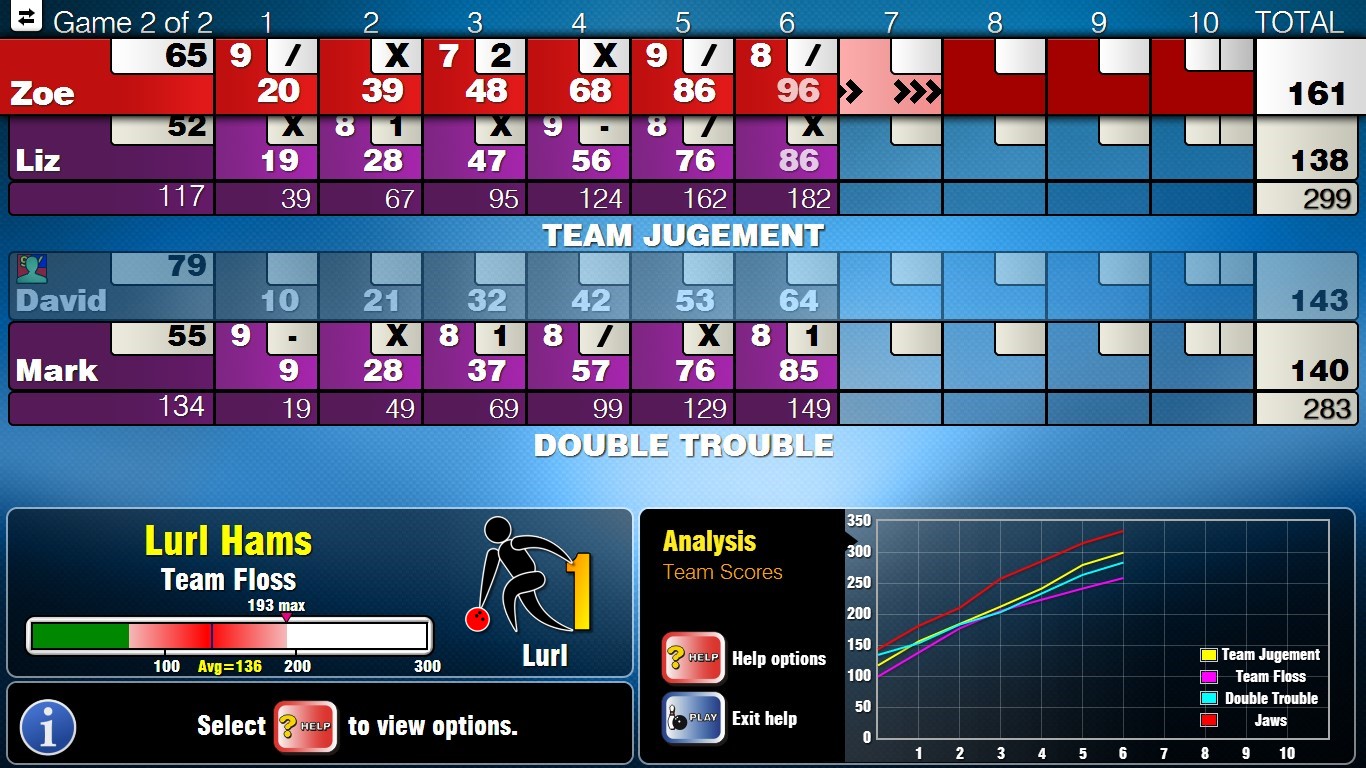 Game 2 of 2 1 2 3 4 5 6 7 8 9 10 TOTAL
65 9 / X 7 2 X 9 / 8 /
Zoe 20 39 48 68 86 96 161
52 X 8 1 X 9 - 8 / X
Liz 19 28 47 56 76 86 138
117 39 67 95 124 162 182 299
TEAM JUGEMENT
79
David 10 21 32 42 53 64 143
55 9 - X 8 1 8 / X 8 1
Mark 9 28 37 57 76 85 140
134 19 49 69 99 129 149 283
DOUBLE TROUBLE
Lurl Hams
Team Floss
193 max
100 Avg=136 200 300
1
Lurl
Select ? HELP to view options.
Analysis
Team Scores
? HELP Help options
PLAY Exit help
350
300
250
200
150
100
50
0
1 2 3 4 5 6 7 8 9 10
Team Jugement
Team Floss
Double Trouble
Jaws